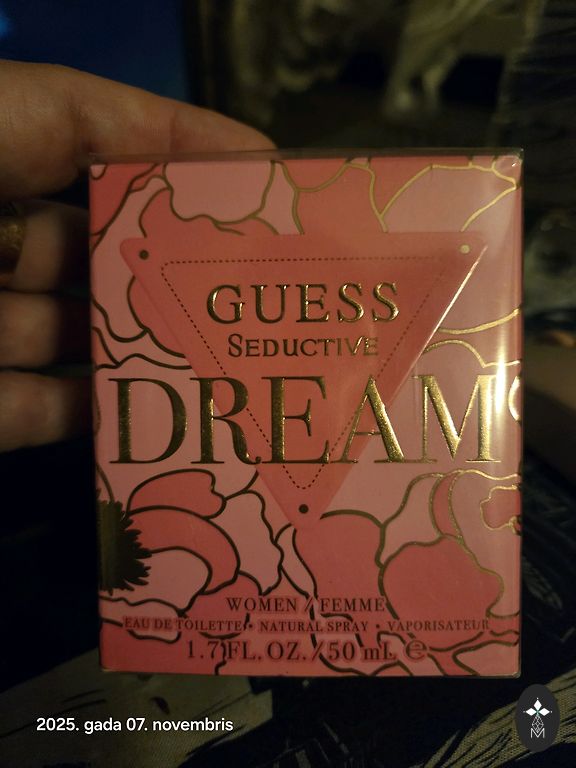 GUESS
SEDUCTIVE
DREAM
WOMEN / FEMME
EAU DE TOILETTE • NATURAL SPRAY • VAPORISATEUR
1.7 FL. OZ. / 50 mL ℮
2025. gada 07. novembris
M